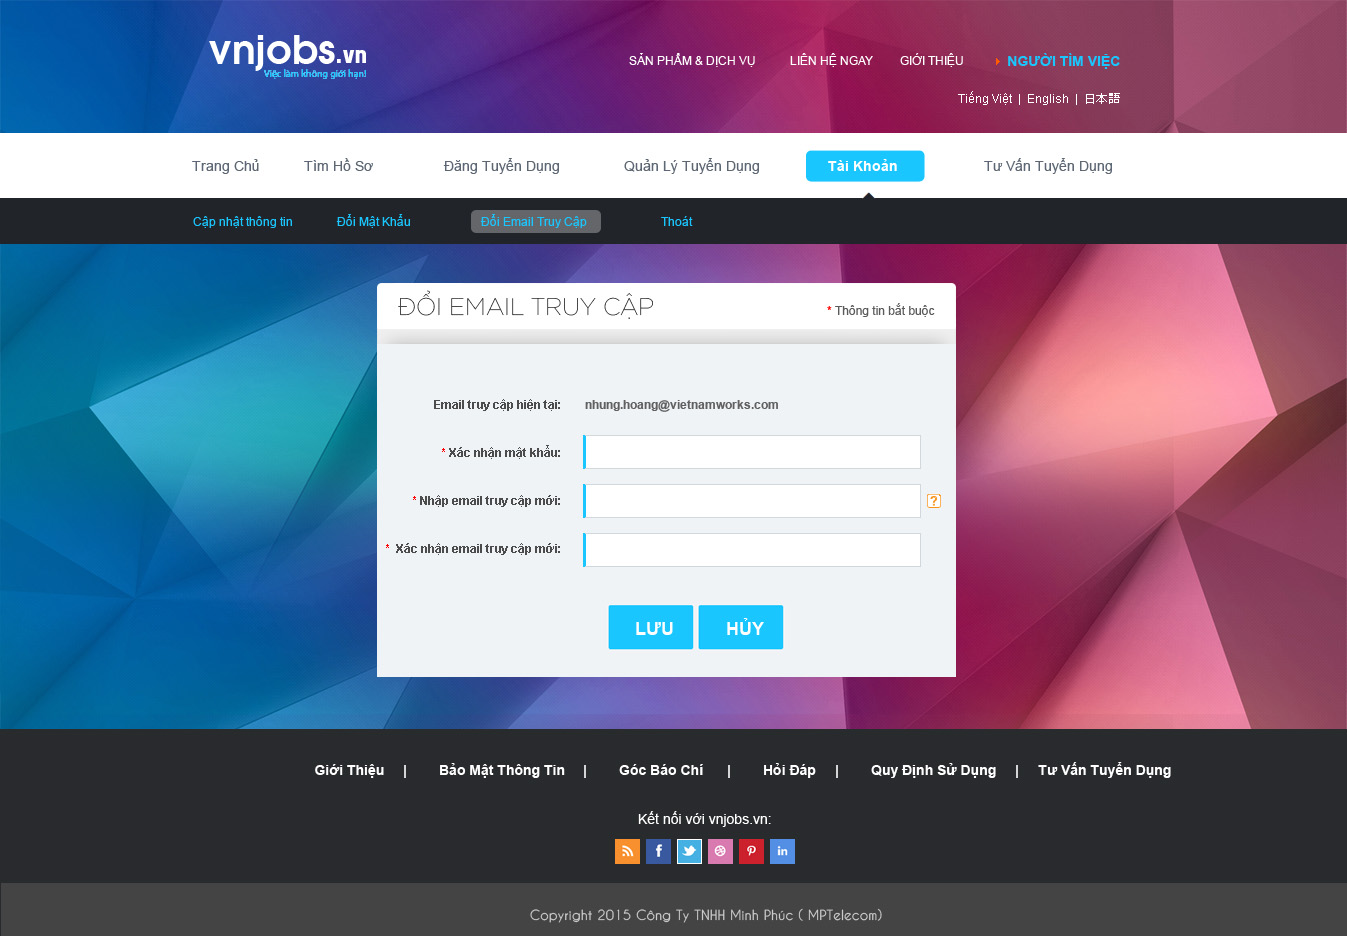 vnjobs.vn
Việc làm không giới hạn!
SẢN PHẨM & DỊCH VỤ LIÊN HỆ NGAY GIỚI THIỆU NGƯỜI TÌM VIỆC
Tiếng Việt | English | 日本語
Trang Chủ Tìm Hồ Sơ Đăng Tuyển Dụng Quản Lý Tuyển Dụng Tài Khoản Tư Vấn Tuyển Dụng
Cập nhật thông tin Đổi Mật Khẩu Đổi Email Truy Cập Thoát
ĐỔI EMAIL TRUY CẬP * Thông tin bắt buộc
Email truy cập hiện tại: nhung.hoang@vietnamworks.com
* Xác nhận mật khẩu:
* Nhập email truy cập mới: ?
* Xác nhận email truy cập mới:
LƯU HỦY
Giới Thiệu | Bảo Mật Thông Tin | Góc Báo Chí | Hỏi Đáp | Quy Định Sử Dụng | Tư Vấn Tuyển Dụng
Kết nối với vnjobs.vn:
Copyright 2015 Công Ty TNHH Minh Phúc ( MPTelecom)